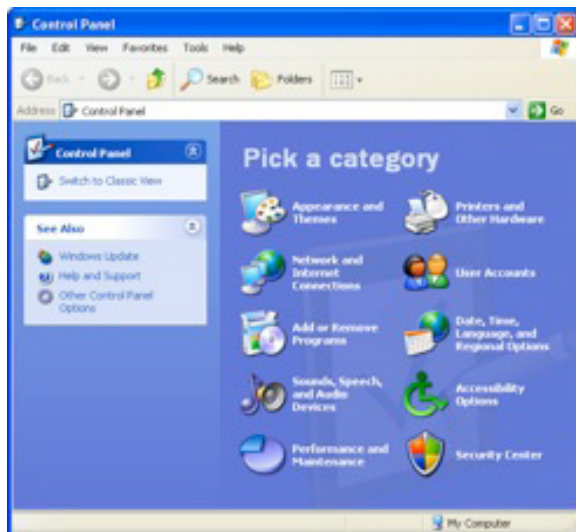 Control Panel
File Edit View Favorites Tools Help
Back Search Folders
Address Control Panel Go
Control Panel
Switch to Classic View
See Also
Windows Update
Help and Support
Other Control Panel
Options
Pick a category
Appearance and
Themes
Printers and
Other Hardware
Network and
Internet
Connections
User Accounts
Add or Remove
Programs
Date, Time,
Language, and
Regional Options
Sounds, Speech,
and Audio
Devices
Accessibility
Options
Performance and
Maintenance
Security Center
My Computer